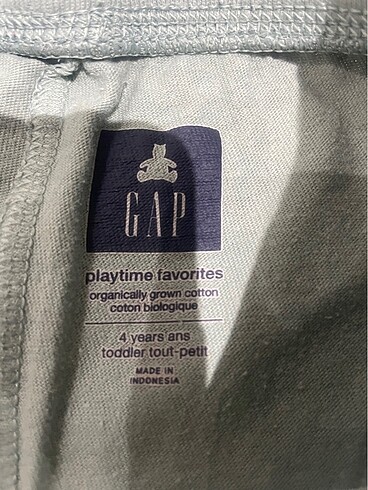 GAP
playtime favorites
organically grown cotton
coton biologique
4 years ans
toddler tout-petit
MADE IN
INDONESIA